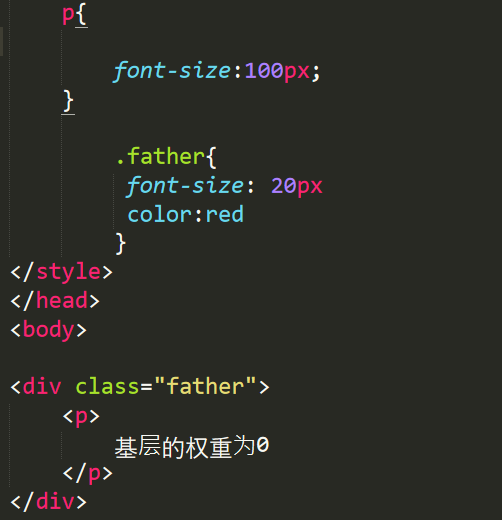 p{
font-size:100px;
}
.father{
font-size: 20px
color:red
}
</style>
</head>
<body>
<div class="father">
<p>
基层的权重为0
</p>
</div>